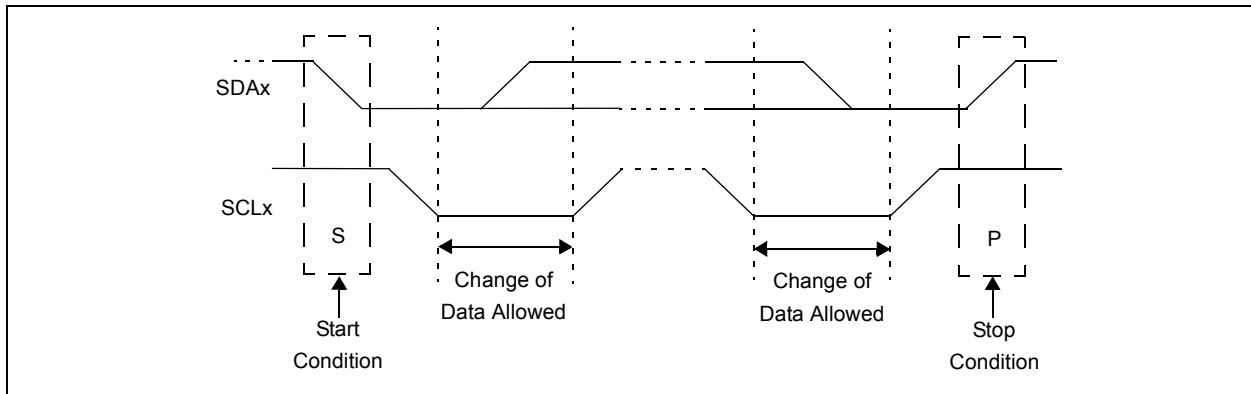 SDAx
SCLx
S
P
Change of
Data Allowed
Change of
Data Allowed
Start
Condition
Stop
Condition